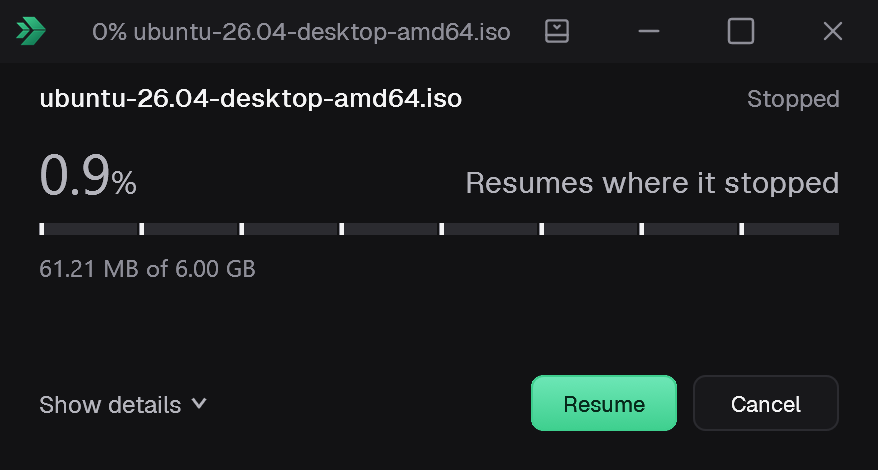 0% ubuntu-26.04-desktop-amd64.iso
ubuntu-26.04-desktop-amd64.iso Stopped
0.9% Resumes where it stopped
61.21 MB of 6.00 GB
Show details Resume Cancel